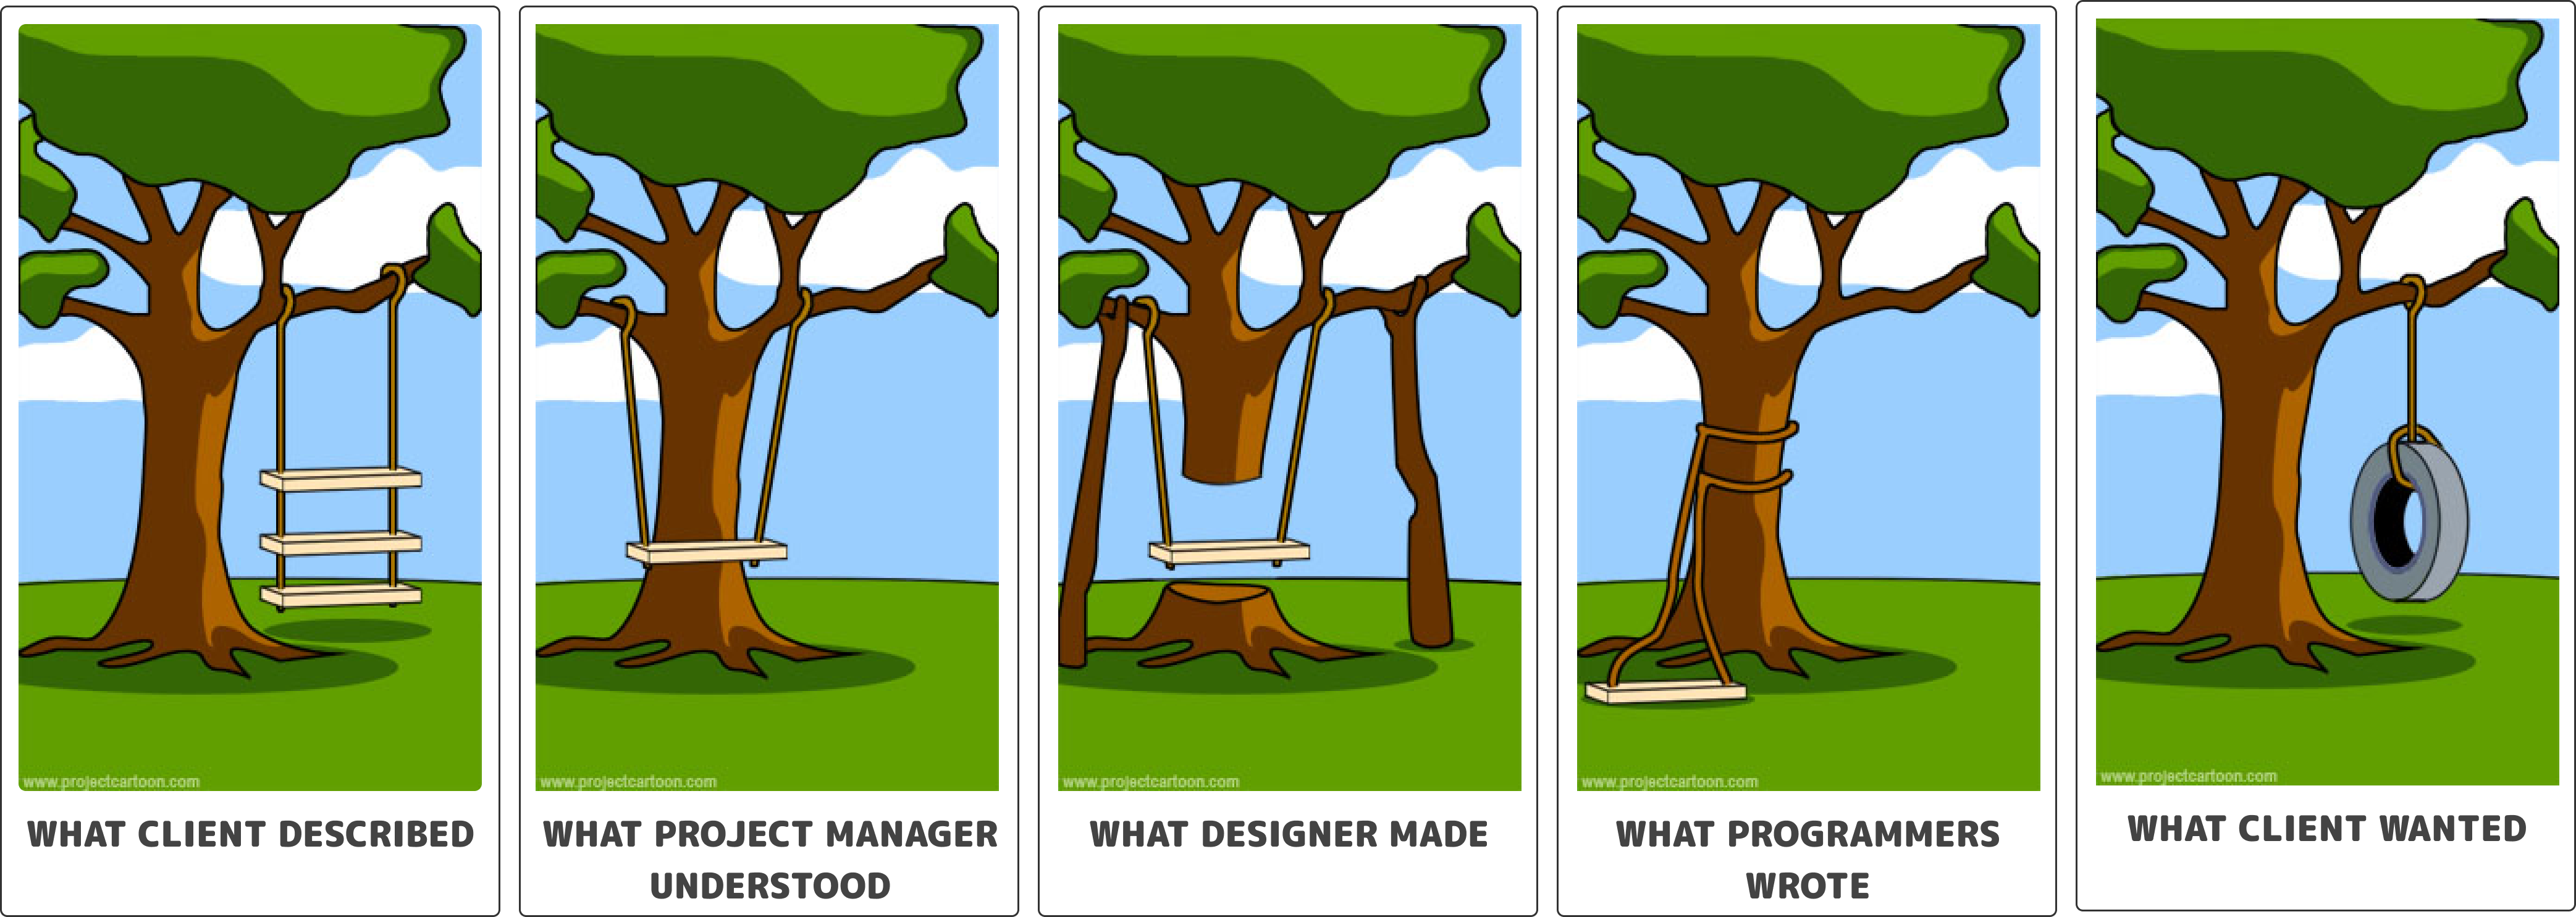 www.projectcartoon.com
WHAT CLIENT DESCRIBED
www.projectcartoon.com
WHAT PROJECT MANAGER
UNDERSTOOD
www.projectcartoon.com
WHAT DESIGNER MADE
www.projectcartoon.com
WHAT PROGRAMMERS
WROTE
www.projectcartoon.com
WHAT CLIENT WANTED